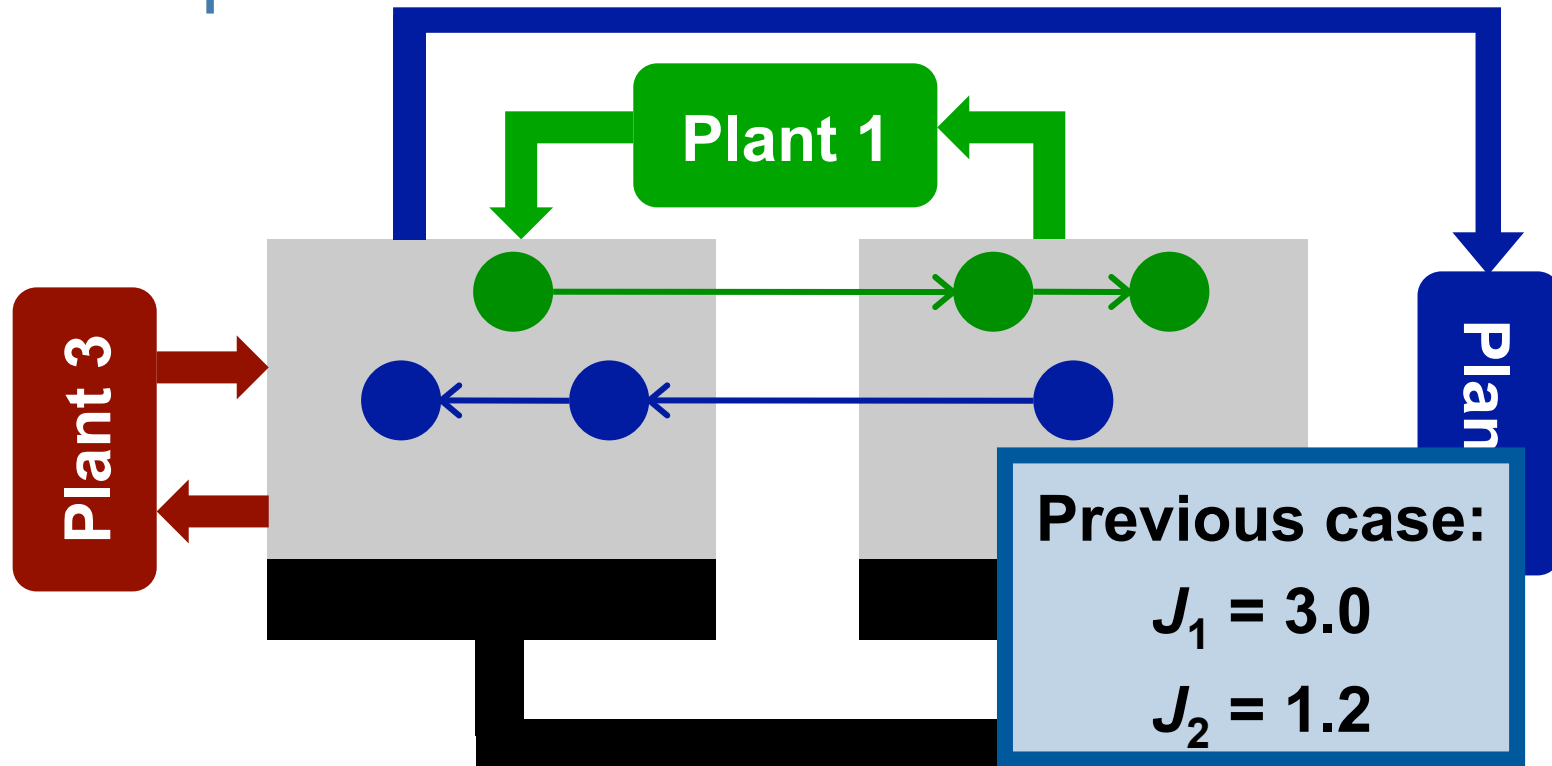 Plant 1
Plant 3
Plan
Previous case:
J₁ = 3.0
J₂ = 1.2